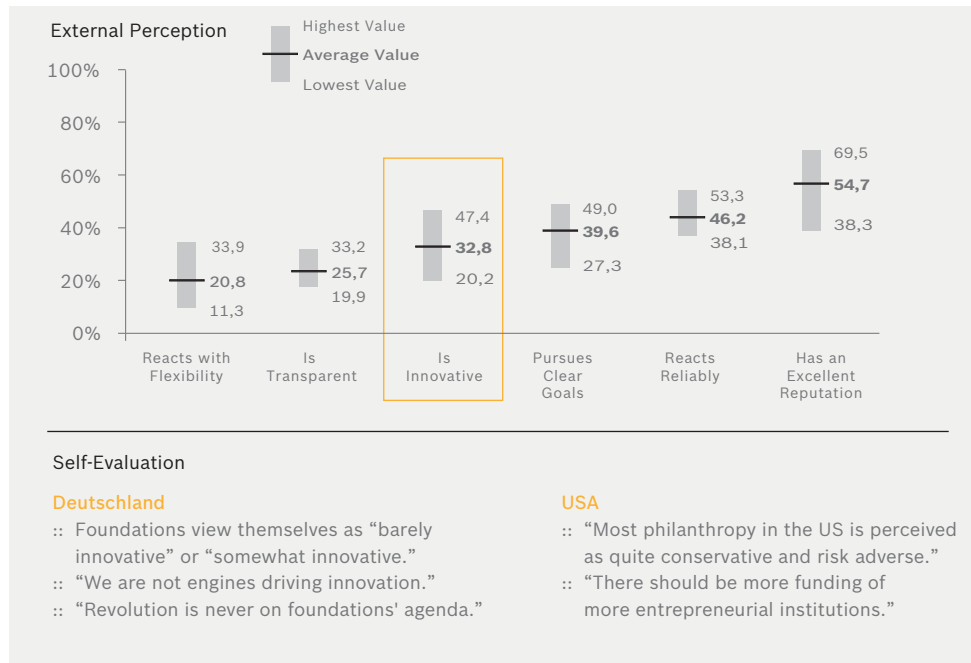 External Perception
Highest Value
Average Value
Lowest Value
100%
80%
60%
40%
20%
0%
33,9
20,8
11,3
33,2
25,7
19,9
47,4
32,8
20,2
49,0
39,6
27,3
53,3
46,2
38,1
69,5
54,7
38,3
Reacts with
Flexibility
Is
Transparent
Is
Innovative
Pursues
Clear
Goals
Reacts
Reliably
Has an
Excellent
Reputation
Self-Evaluation
Deutschland
:: Foundations view themselves as “barely
innovative” or “somewhat innovative.”
:: “We are not engines driving innovation.”
:: “Revolution is never on foundations' agenda.”
USA
:: “Most philanthropy in the US is perceived
as quite conservative and risk adverse.”
:: “There should be more funding of
more entrepreneurial institutions.”